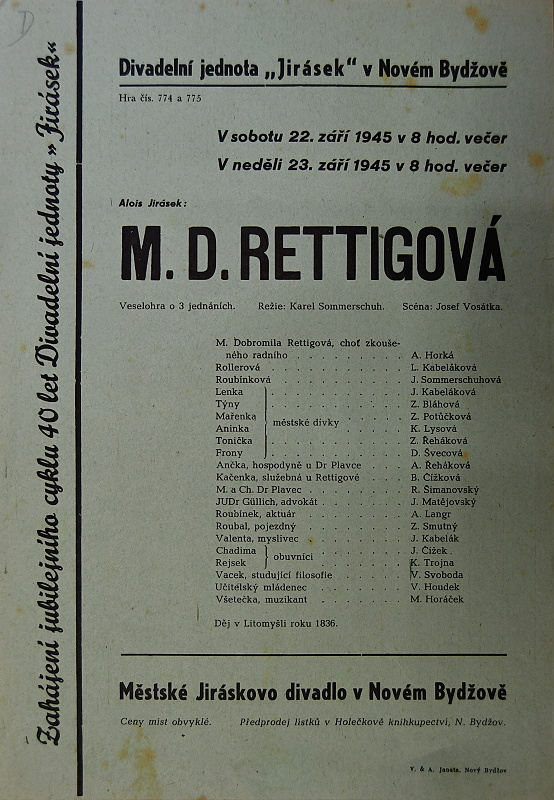 D
Zahájení jubilejního cyklu 40 let Divadelní jednoty »Jirásek«
Divadelní jednota „Jirásek“ v Novém Bydžově
Hra čís. 774 a 775
V sobotu 22. září 1945 v 8 hod. večer
V neděli 23. září 1945 v 8 hod. večer
Alois Jirásek:
M. D. RETTIGOVÁ
Veselohra o 3 jednáních. Režie: Karel Sommerschuh. Scéna: Josef Vosátka.
M. Dobromila Rettigová, choť zkouše-
ného radního . . . . . . . . . A. Horká
Rollerová . . . . . . . . . . . L. Kabeláková
Roubínková . . . . . . . . . . J. Sommerschuhová
Lenka . . . . . . . . . . J. Kabeláková
Týny . . . . . . . . . . Z. Bláhová
Mařenka . . . . . Z. Potůčková
Aninka městské dívky . . . . . K. Lysová
Tonička . . . . . . . . . . Z. Řeháková
Frony . . . . . . . . . . D. Švecová
Ančka, hospodyně u Dr Plavce . . . A. Řeháková
Kačenka, služebná u Rettigové . . . B. Čížková
M. a Ch. Dr Plavec . . . . . . . R. Šimanovský
JUDr Güllich, advokát . . . . . . J. Matějovský
Roubínek, aktuár . . . . . . . . A. Langr
Roubal, pojezdný . . . . . . . . Z. Smutný
Valenta, myslivec . . . . . . . . J. Kabelák
Chadima . . . . . . J. Čížek
Rejsek obuvníci . . . . . . K. Trojna
Vacek, studující filosofie . . . . . . V. Svoboda
Učitelský mládenec . . . . . . . V. Houdek
Všetečka, muzikant . . . . . . . M. Horáček
Děj v Litomyšli roku 1836.
Městské Jiráskovo divadlo v Novém Bydžově
Ceny míst obvyklé. Předprodej lístků v Holečkově knihkupectví, N. Bydžov.
V. & A. Janata, Nový Bydžov